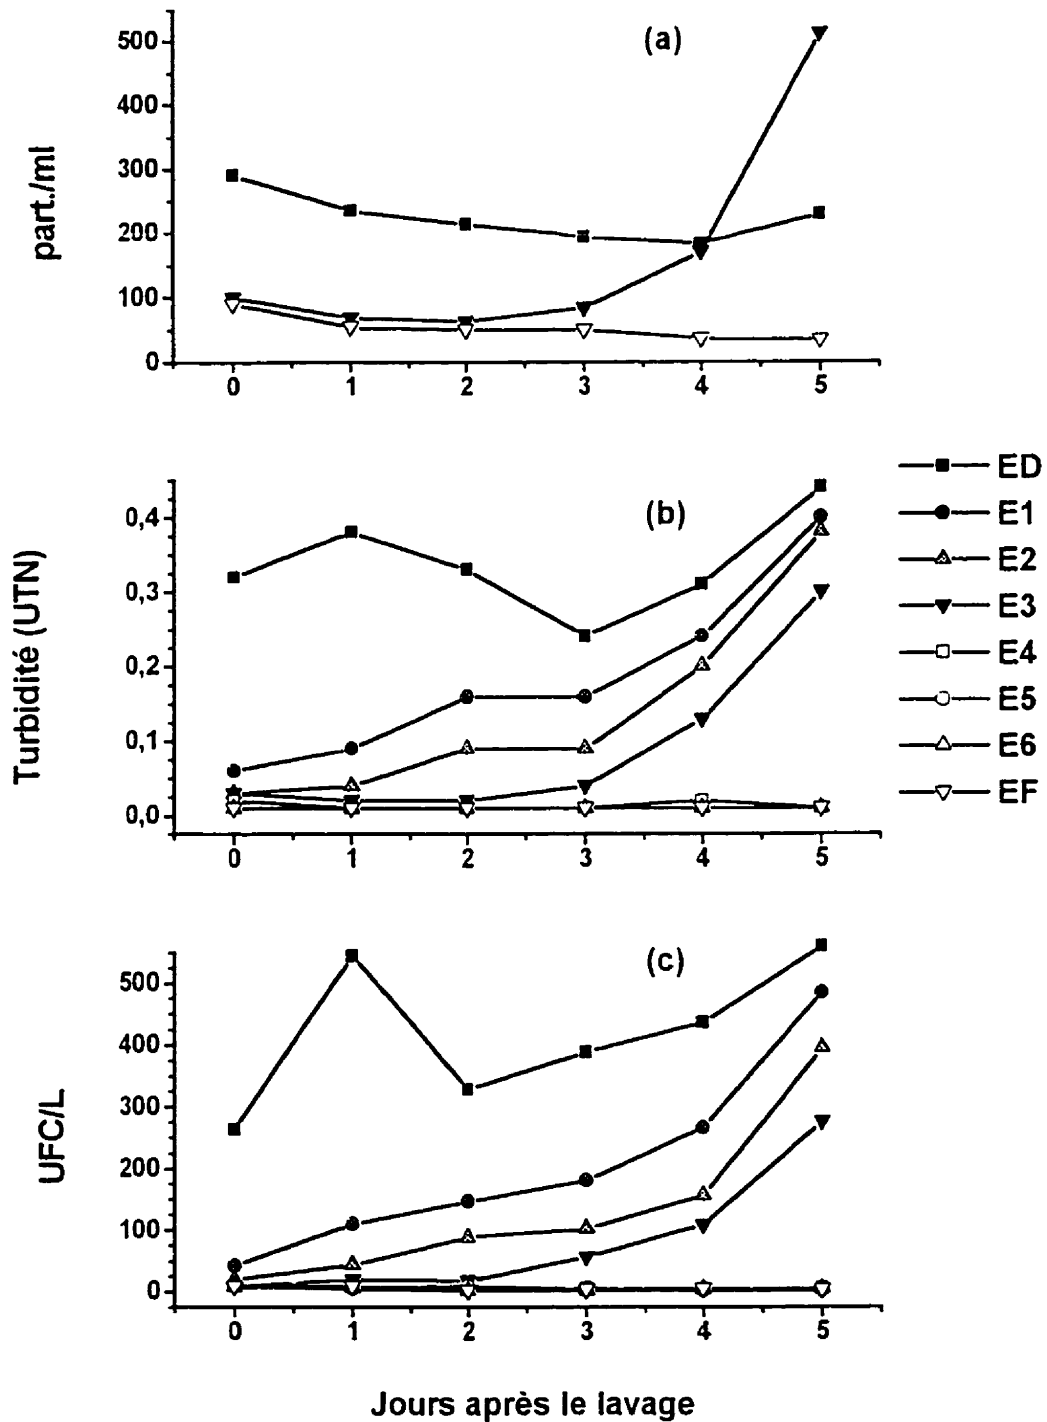 (a)
part./ml
500
400
300
200
100
0
0 1 2 3 4 5
(b)
Turbidité (UTN)
0,4
0,3
0,2
0,1
0,0
0 1 2 3 4 5
ED
E1
E2
E3
E4
E5
E6
EF
(c)
UFC/L
500
400
300
200
100
0
0 1 2 3 4 5
Jours après le lavage